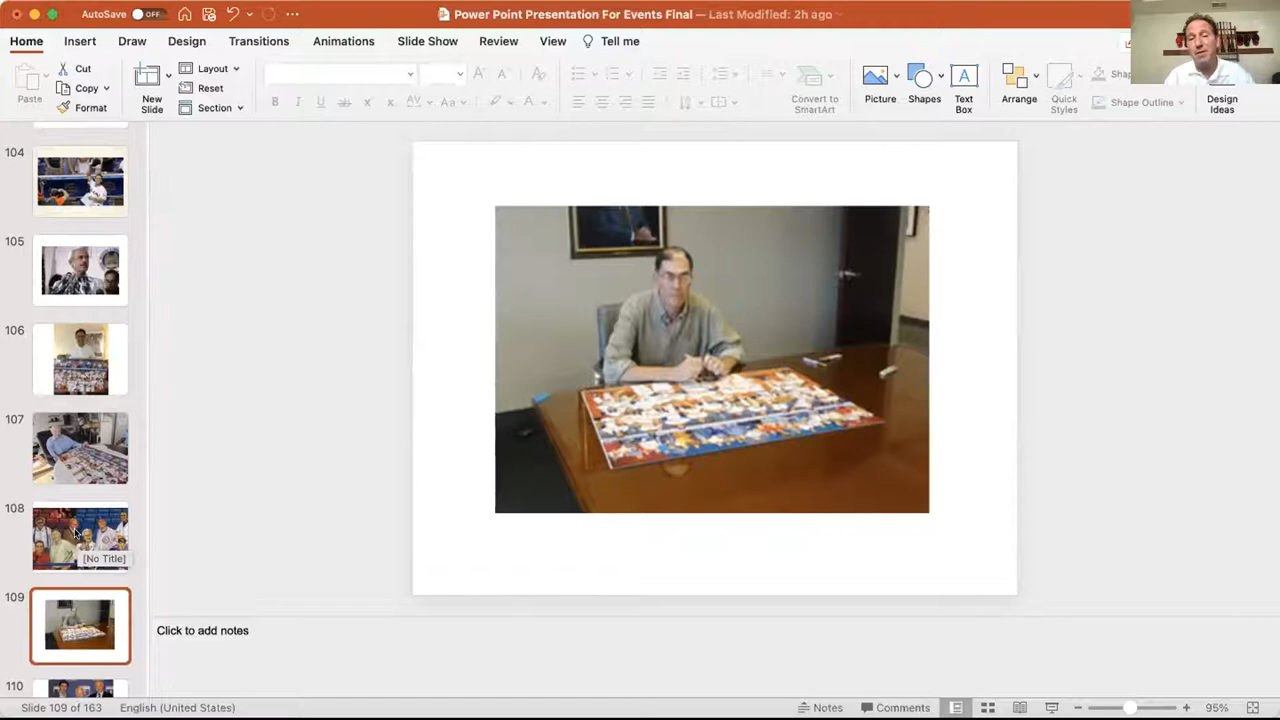 AutoSave OFF
Power Point Presentation For Events Final — Last Modified: 2h ago
Home Insert Draw Design Transitions Animations Slide Show Review View Tell me
Paste
Cut
Copy
Format
New Slide
Layout
Reset
Section
B I U
Aa
Convert to SmartArt
Picture
Shapes
A
Text Box
Arrange
Quick Styles
Shape Outline
Design Ideas
104
105
106
107
108
[No Title]
109
110
Click to add notes
Slide 109 of 163 English (United States) Notes Comments 95%